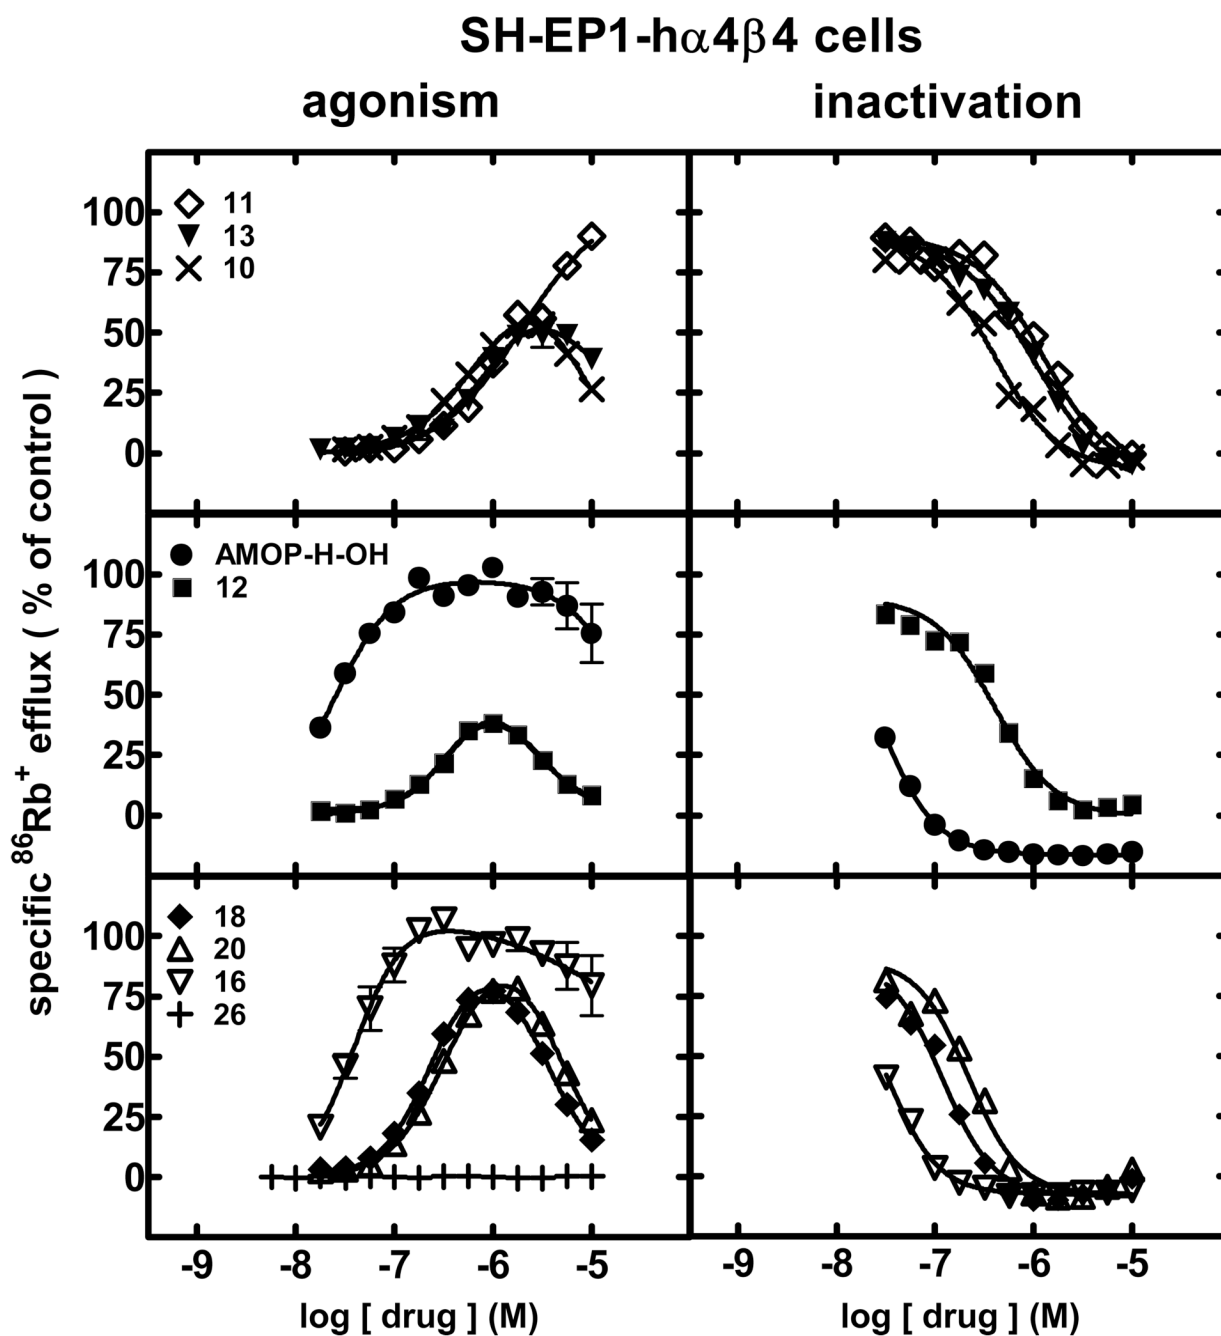 SH-EP1-hα4β4 cells
agonism
inactivation
specific ⁸⁶Rb⁺ efflux ( % of control )
100
75
50
25
0
11
13
10
100
75
50
25
0
AMOP-H-OH
12
100
75
50
25
0
18
20
16
26
-9 -8 -7 -6 -5
-9 -8 -7 -6 -5
log [ drug ] (M)
log [ drug ] (M)